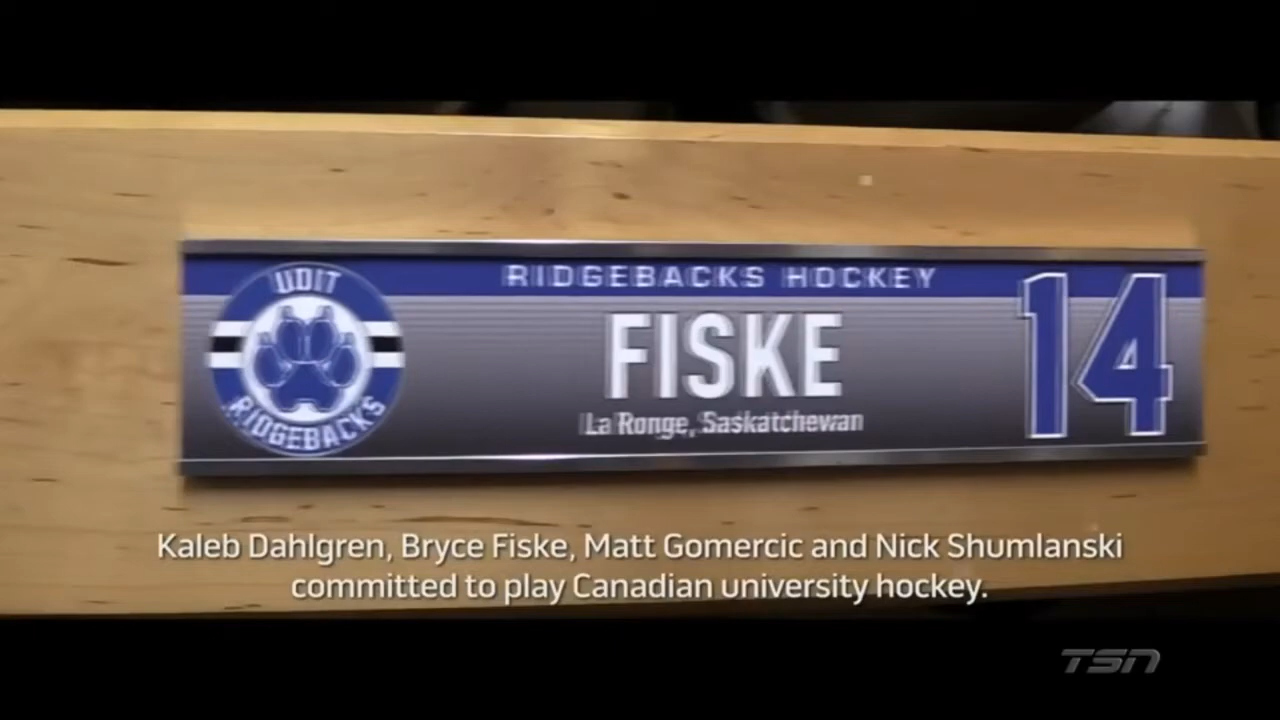 UOIT
RIDGEBACKS
RIDGEBACKS HOCKEY
FISKE
La Ronge, Saskatchewan
14
Kaleb Dahlgren, Bryce Fiske, Matt Gomercic and Nick Shumlanski
committed to play Canadian university hockey.
TSN